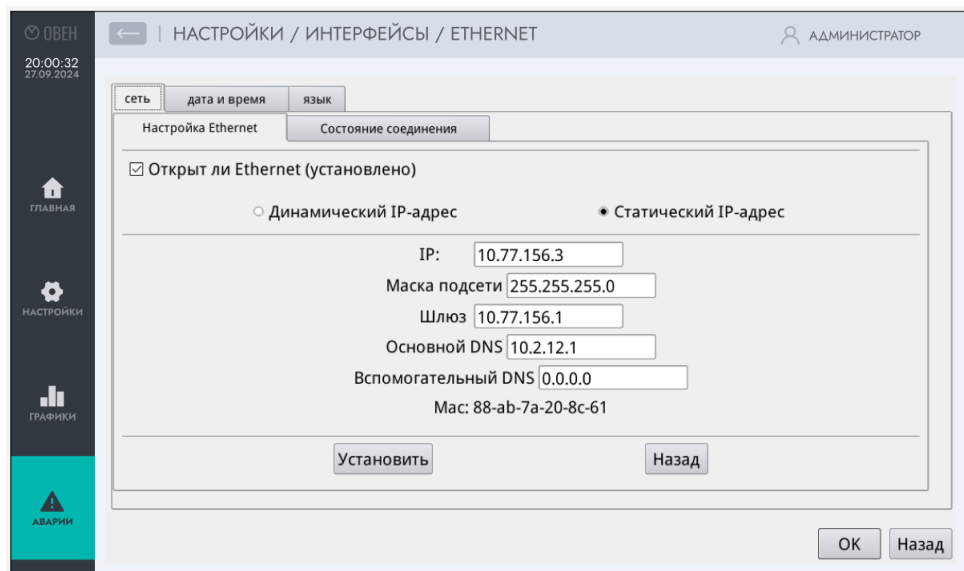 ОВЕН
НАСТРОЙКИ / ИНТЕРФЕЙСЫ / ETHERNET
АДМИНИСТРАТОР
20:00:32
27.09.2024
сеть дата и время язык
Настройка Ethernet Состояние соединения
Открыт ли Ethernet (установлено)
Динамический IP-адрес Статический IP-адрес
IP: 10.77.156.3
Маска подсети 255.255.255.0
Шлюз 10.77.156.1
Основной DNS 10.2.12.1
Вспомогательный DNS 0.0.0.0
Mac: 88-ab-7a-20-8c-61
Установить Назад
ГЛАВНАЯ
НАСТРОЙКИ
ГРАФИКИ
АВАРИИ
OK Назад